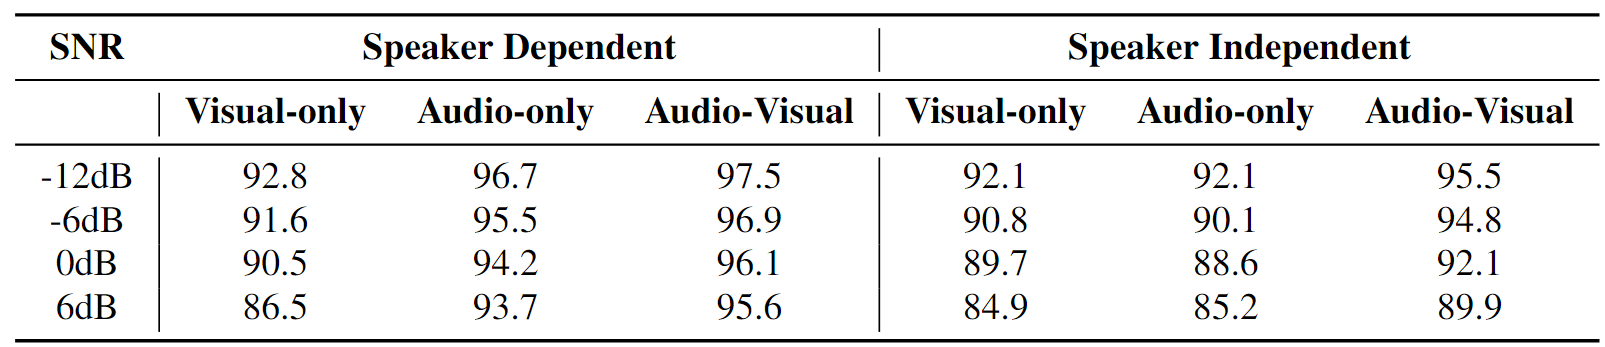 SNR Speaker Dependent Speaker Independent
Visual-only Audio-only Audio-Visual Visual-only Audio-only Audio-Visual
-12dB 92.8 96.7 97.5 92.1 92.1 95.5
-6dB 91.6 95.5 96.9 90.8 90.1 94.8
0dB 90.5 94.2 96.1 89.7 88.6 92.1
6dB 86.5 93.7 95.6 84.9 85.2 89.9